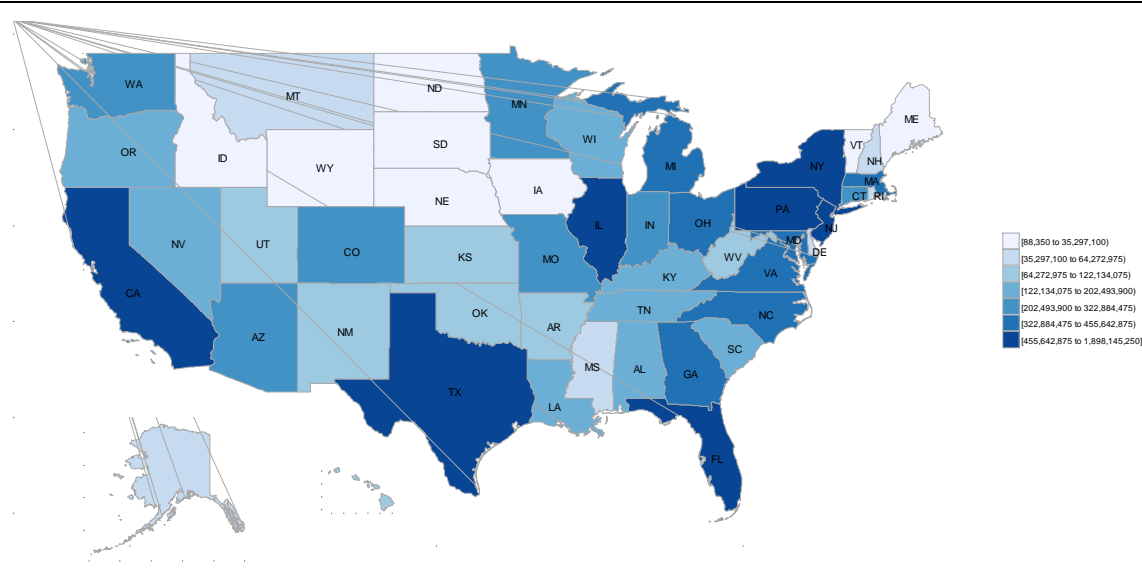 WA
ND
MT
MN
ME
OR
WI
VT
SD
NH
ID
MI
NY
WY
MA
IA
CT
RI
NE
PA
IL
IN
OH
NJ
NV
UT
MD
CO
DE
KS
MO
WV
KY
VA
CA
TN
OK
NC
AR
AZ
NM
SC
MS
AL
GA
TX
LA
FL
[88,350 to 35,297,100)
[35,297,100 to 64,272,975)
[64,272,975 to 122,134,075)
[122,134,075 to 202,493,900)
[202,493,900 to 322,884,475)
[322,884,475 to 455,642,875)
[455,642,875 to 1,898,145,250]